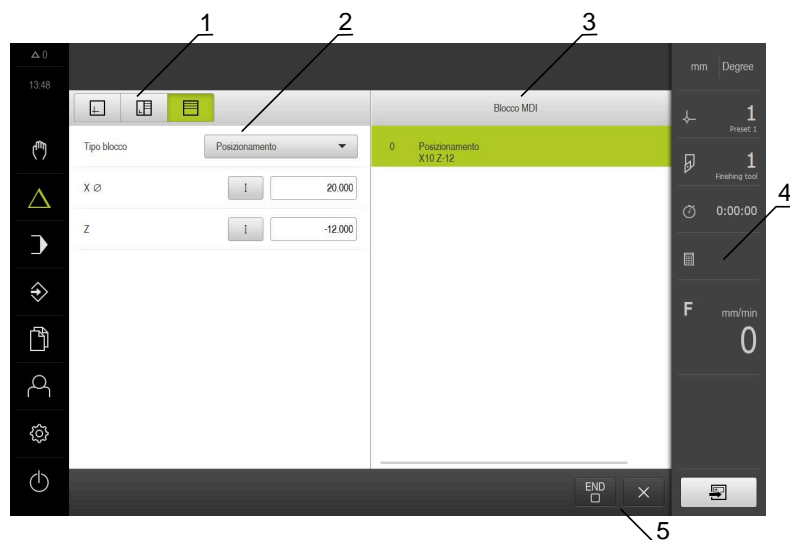 1 2 3
0
13:48
mm Degree
Blocco MDI
1
Preset 1
Tipo blocco Posizionamento
0 Posizionamento
X10 Z-12
1
Finishing tool
X ∅ I 20.000
4
0:00:00
Z I -12.000
F mm/min
0
END
5